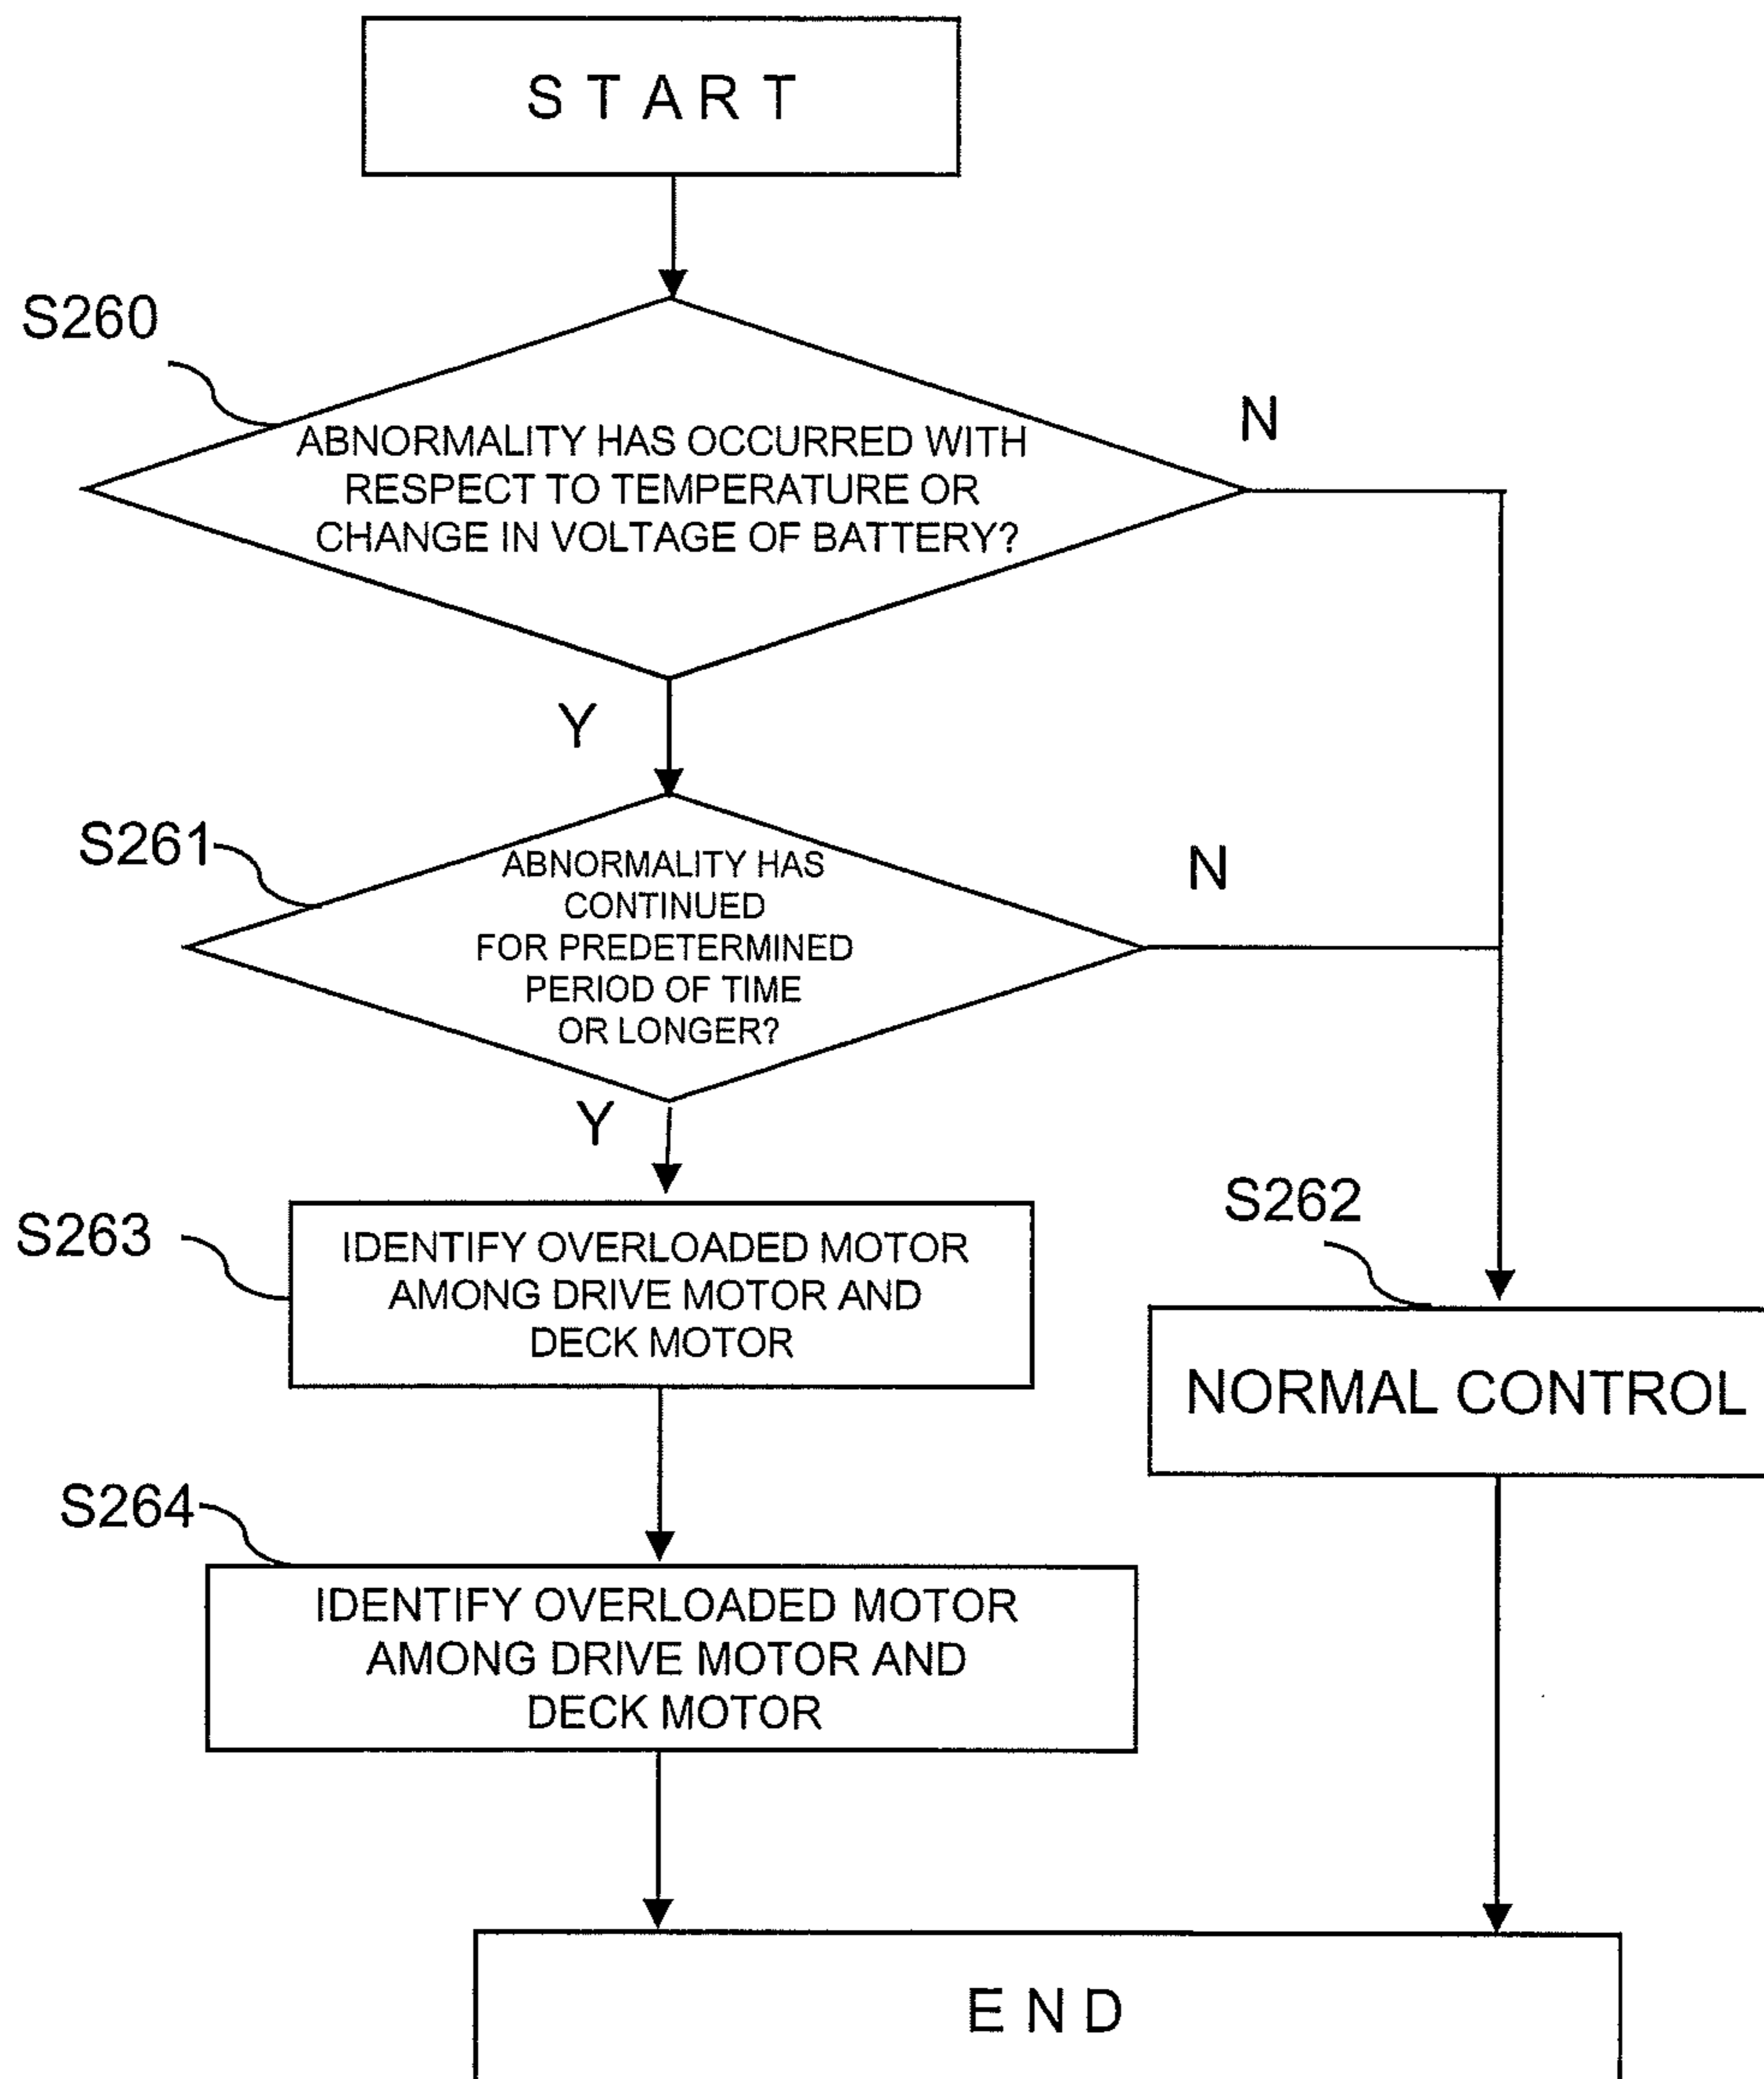 START
S260
ABNORMALITY HAS OCCURRED WITH
RESPECT TO TEMPERATURE OR
CHANGE IN VOLTAGE OF BATTERY?
N
Y
S261
ABNORMALITY HAS
CONTINUED
FOR PREDETERMINED
PERIOD OF TIME
OR LONGER?
N
Y
S263
IDENTIFY OVERLOADED MOTOR
AMONG DRIVE MOTOR AND
DECK MOTOR
S262
NORMAL CONTROL
S264
IDENTIFY OVERLOADED MOTOR
AMONG DRIVE MOTOR AND
DECK MOTOR
END